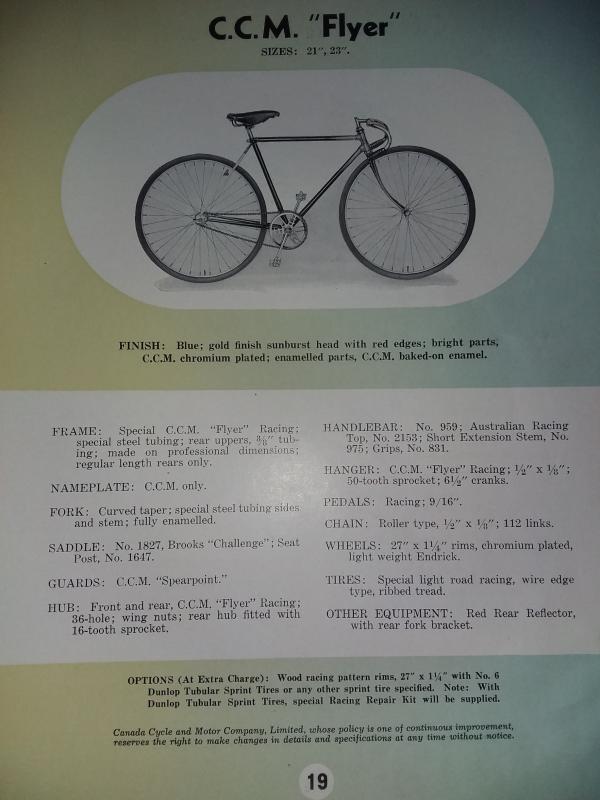 C.C.M. "Flyer"
SIZES: 21", 23".
FINISH: Blue; gold finish sunburst head with red edges; bright parts,
C.C.M. chromium plated; enamelled parts, C.C.M. baked-on enamel.
FRAME: Special C.C.M. "Flyer" Racing;
special steel tubing; rear uppers, 3/8" tub-
ing; made on professional dimensions;
regular length rears only.
NAMEPLATE: C.C.M. only.
FORK: Curved taper; special steel tubing sides
and stem; fully enamelled.
SADDLE: No. 1827, Brooks "Challenge"; Seat
Post, No. 1647.
GUARDS: C.C.M. "Spearpoint."
HUB: Front and rear, C.C.M. "Flyer" Racing;
36-hole; wing nuts; rear hub fitted with
16-tooth sprocket.
HANDLEBAR: No. 959; Australian Racing
Top, No. 2153; Short Extension Stem, No.
975; Grips, No. 831.
HANGER: C.C.M. "Flyer" Racing; 1/2" x 1/8";
50-tooth sprocket; 6 1/2" cranks.
PEDALS: Racing; 9/16".
CHAIN: Roller type, 1/2" x 1/8"; 112 links.
WHEELS: 27" x 1 1/4" rims, chromium plated,
light weight Endrick.
TIRES: Special light road racing, wire edge
type, ribbed tread.
OTHER EQUIPMENT: Red Rear Reflector,
with rear fork bracket.
OPTIONS (At Extra Charge): Wood racing pattern rims, 27" x 1 1/4" with No. 6
Dunlop Tubular Sprint Tires or any other sprint tire specified. Note: With
Dunlop Tubular Sprint Tires, special Racing Repair Kit will be supplied.
Canada Cycle and Motor Company, Limited, whose policy is one of continuous improvement,
reserves the right to make changes in details and specifications at any time without notice.
19